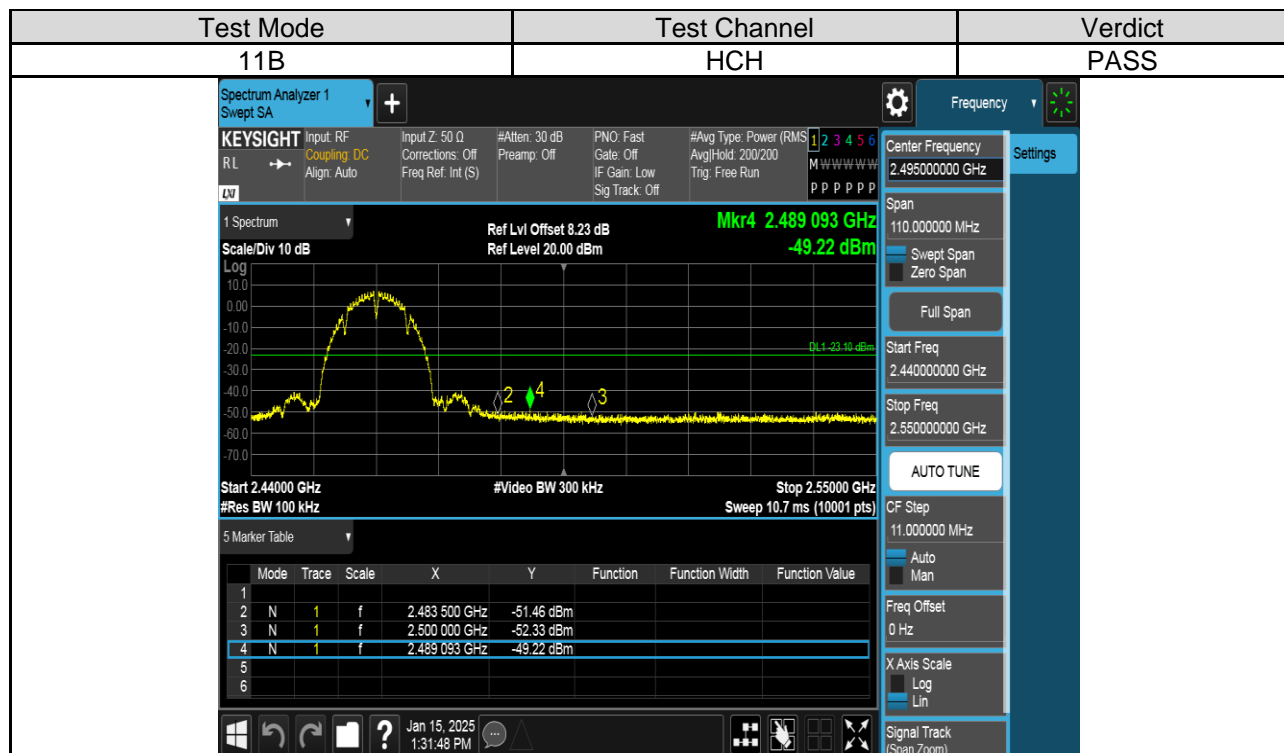 Test Mode Test Channel Verdict
11B HCH PASS
Spectrum Analyzer 1
Swept SA
+
Frequency
KEYSIGHT
RL
LXI
Input: RF
Coupling: DC
Align: Auto
Input Z: 50 Ω
Corrections: Off
Freq Ref: Int (S)
#Atten: 30 dB
Preamp: Off
PNO: Fast
Gate: Off
IF Gain: Low
Sig Track: Off
#Avg Type: Power (RMS
Avg|Hold: 200/200
Trig: Free Run
1 2 3 4 5 6
M W W W W W
P P P P P P
1 Spectrum
Scale/Div 10 dB
Ref Lvl Offset 8.23 dB
Ref Level 20.00 dBm
Mkr4 2.489 093 GHz
-49.22 dBm
Log
10.0
0.00
-10.0
-20.0
-30.0
-40.0
-50.0
-60.0
-70.0
DL1 -23.10 dBm
2 4 3
Start 2.44000 GHz #Video BW 300 kHz Stop 2.55000 GHz
#Res BW 100 kHz Sweep 10.7 ms (10001 pts)
5 Marker Table
Mode Trace Scale X Y Function Function Width Function Value
1
2 N 1 f 2.483 500 GHz -51.46 dBm
3 N 1 f 2.500 000 GHz -52.33 dBm
4 N 1 f 2.489 093 GHz -49.22 dBm
5
6
?
Jan 15, 2025
1:31:48 PM
Center Frequency
2.495000000 GHz
Settings
Span
110.000000 MHz
Swept Span
Zero Span
Full Span
Start Freq
2.440000000 GHz
Stop Freq
2.550000000 GHz
AUTO TUNE
CF Step
11.000000 MHz
Auto
Man
Freq Offset
0 Hz
X Axis Scale
Log
Lin
Signal Track
(Span Zoom)